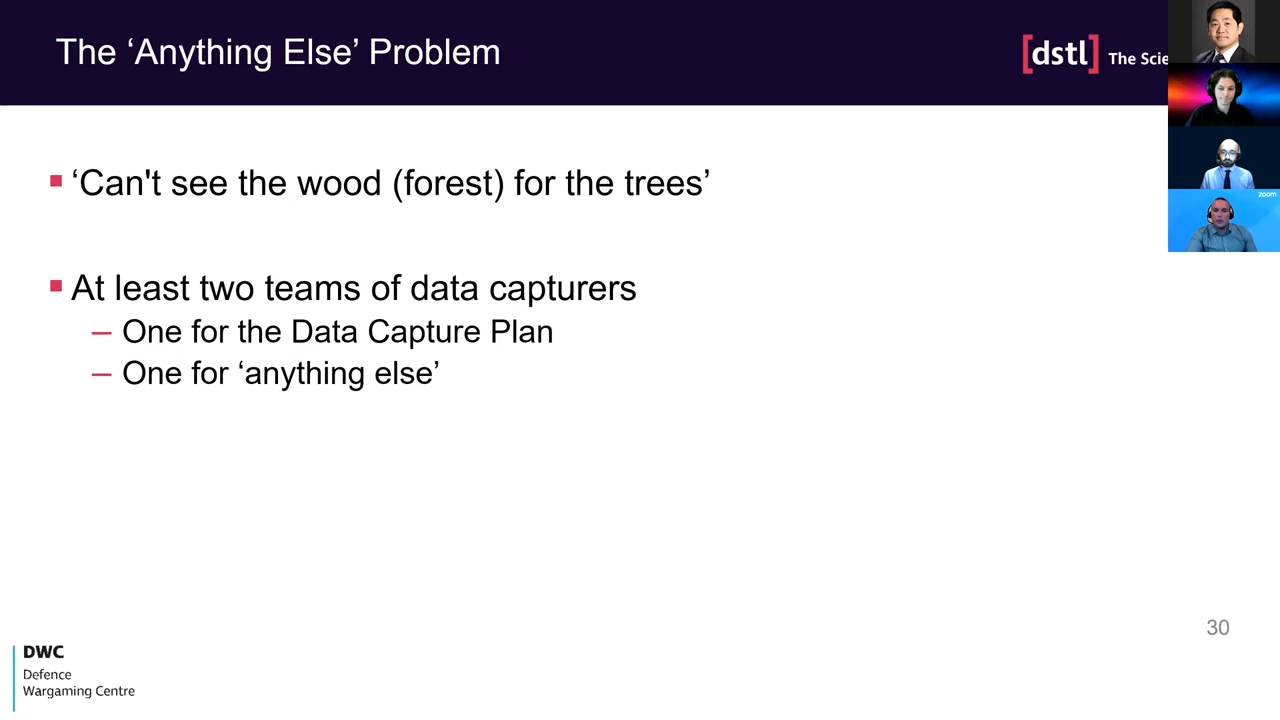 The ‘Anything Else’ Problem
[dstl] The Scie
zoom
▪ ‘Can't see the wood (forest) for the trees’
▪ At least two teams of data capturers
– One for the Data Capture Plan
– One for ‘anything else’
30
DWC
Defence
Wargaming Centre